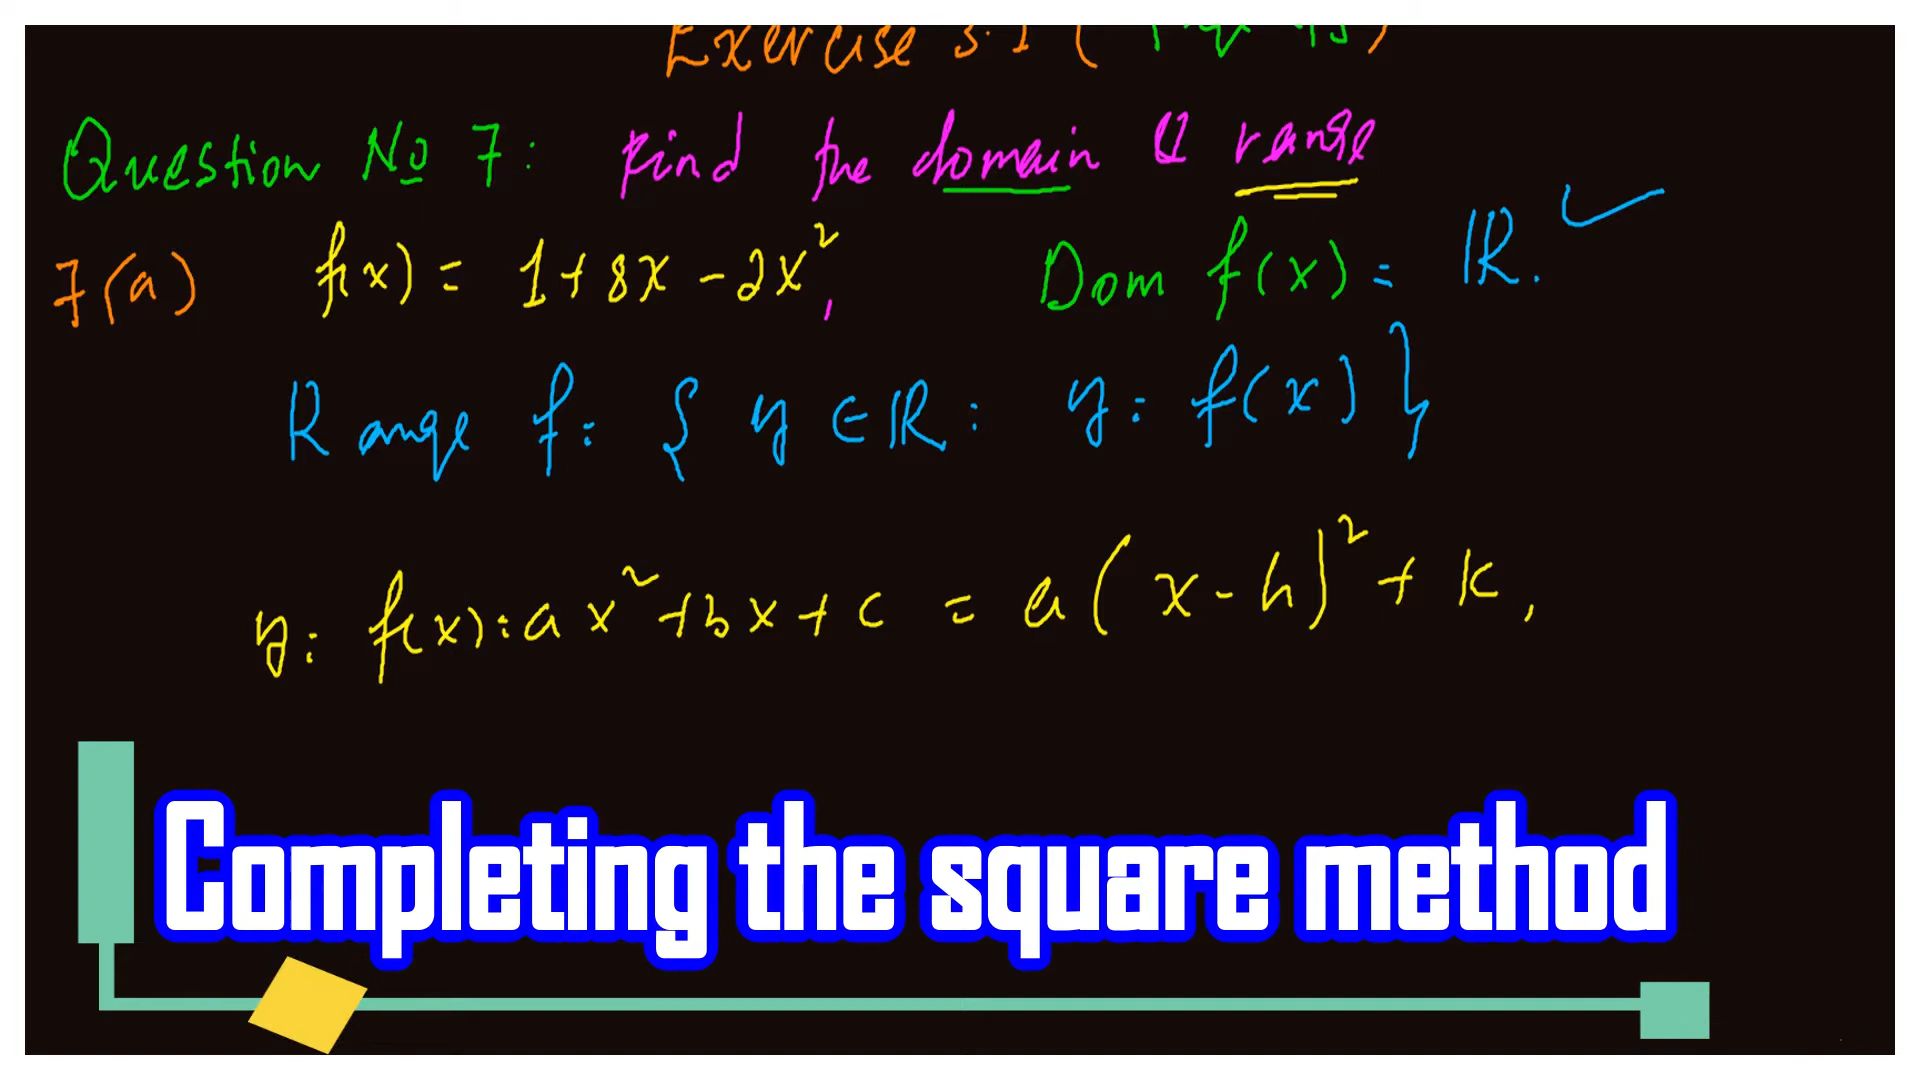 Exercise 3.1 (
Question No 7: Find the domain & range
7(a) f(x) = 1+8x-2x², Dom f(x) = ℝ. ✓
Range f = { y ∈ ℝ : y = f(x) }
y = f(x) = ax²+bx+c = a(x-h)²+k,
Completing the square method